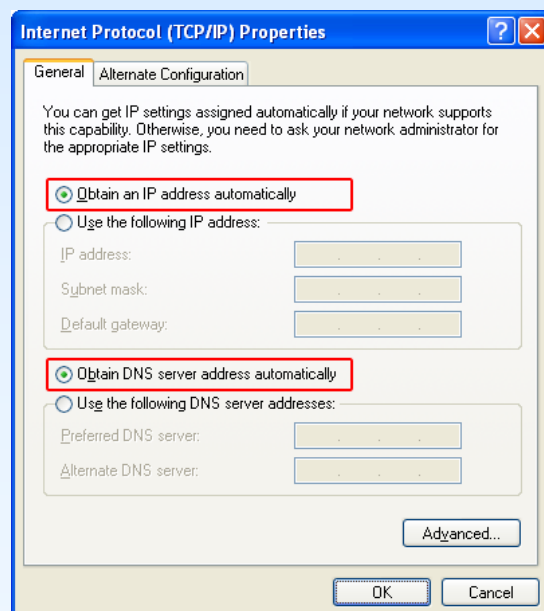 Internet Protocol (TCP/IP) Properties
General
Alternate Configuration
You can get IP settings assigned automatically if your network supports
this capability. Otherwise, you need to ask your network administrator for
the appropriate IP settings.
Obtain an IP address automatically
Use the following IP address:
IP address:
Subnet mask:
Default gateway:
Obtain DNS server address automatically
Use the following DNS server addresses:
Preferred DNS server:
Alternate DNS server:
Advanced...
OK
Cancel